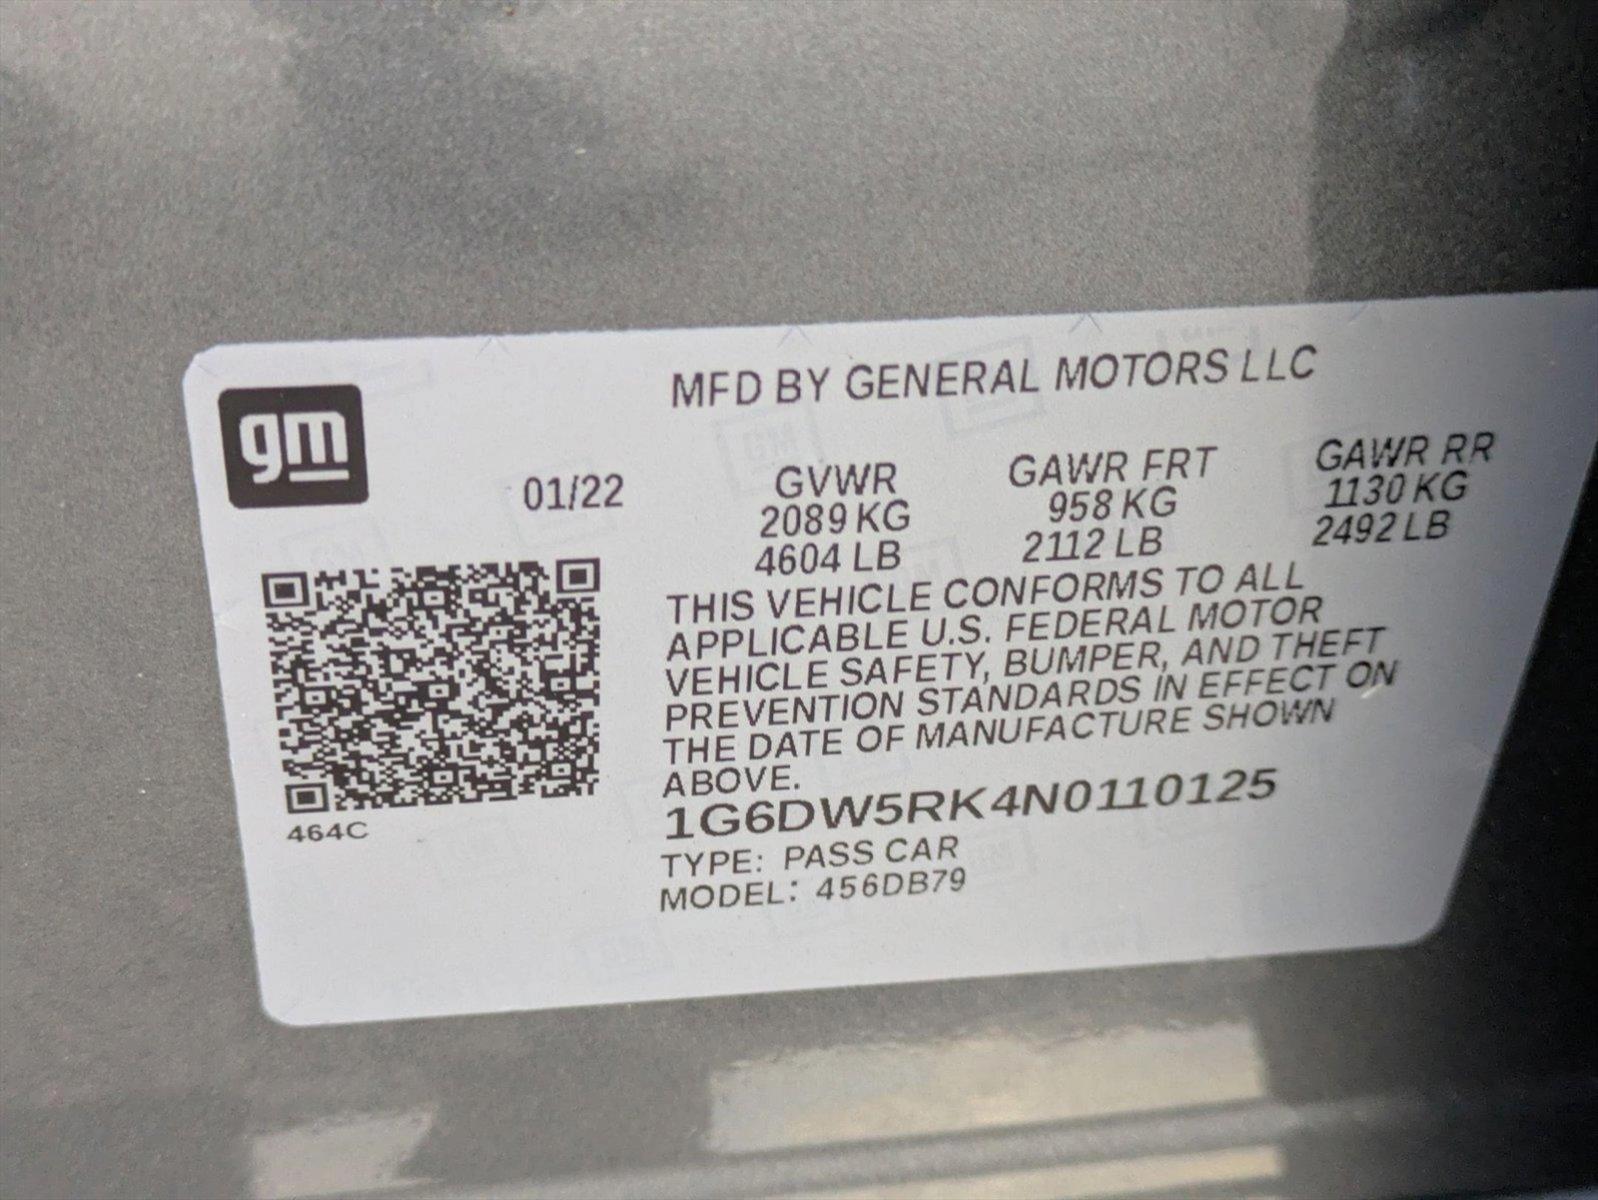 gm
MFD BY GENERAL MOTORS LLC
01/22
GVWR
2089 KG
4604 LB
GAWR FRT
958 KG
2112 LB
GAWR RR
1130 KG
2492 LB
THIS VEHICLE CONFORMS TO ALL
APPLICABLE U.S. FEDERAL MOTOR
VEHICLE SAFETY, BUMPER, AND THEFT
PREVENTION STANDARDS IN EFFECT ON
THE DATE OF MANUFACTURE SHOWN
ABOVE.
1G6DW5RK4N0110125
TYPE: PASS CAR
MODEL: 456DB79
464C